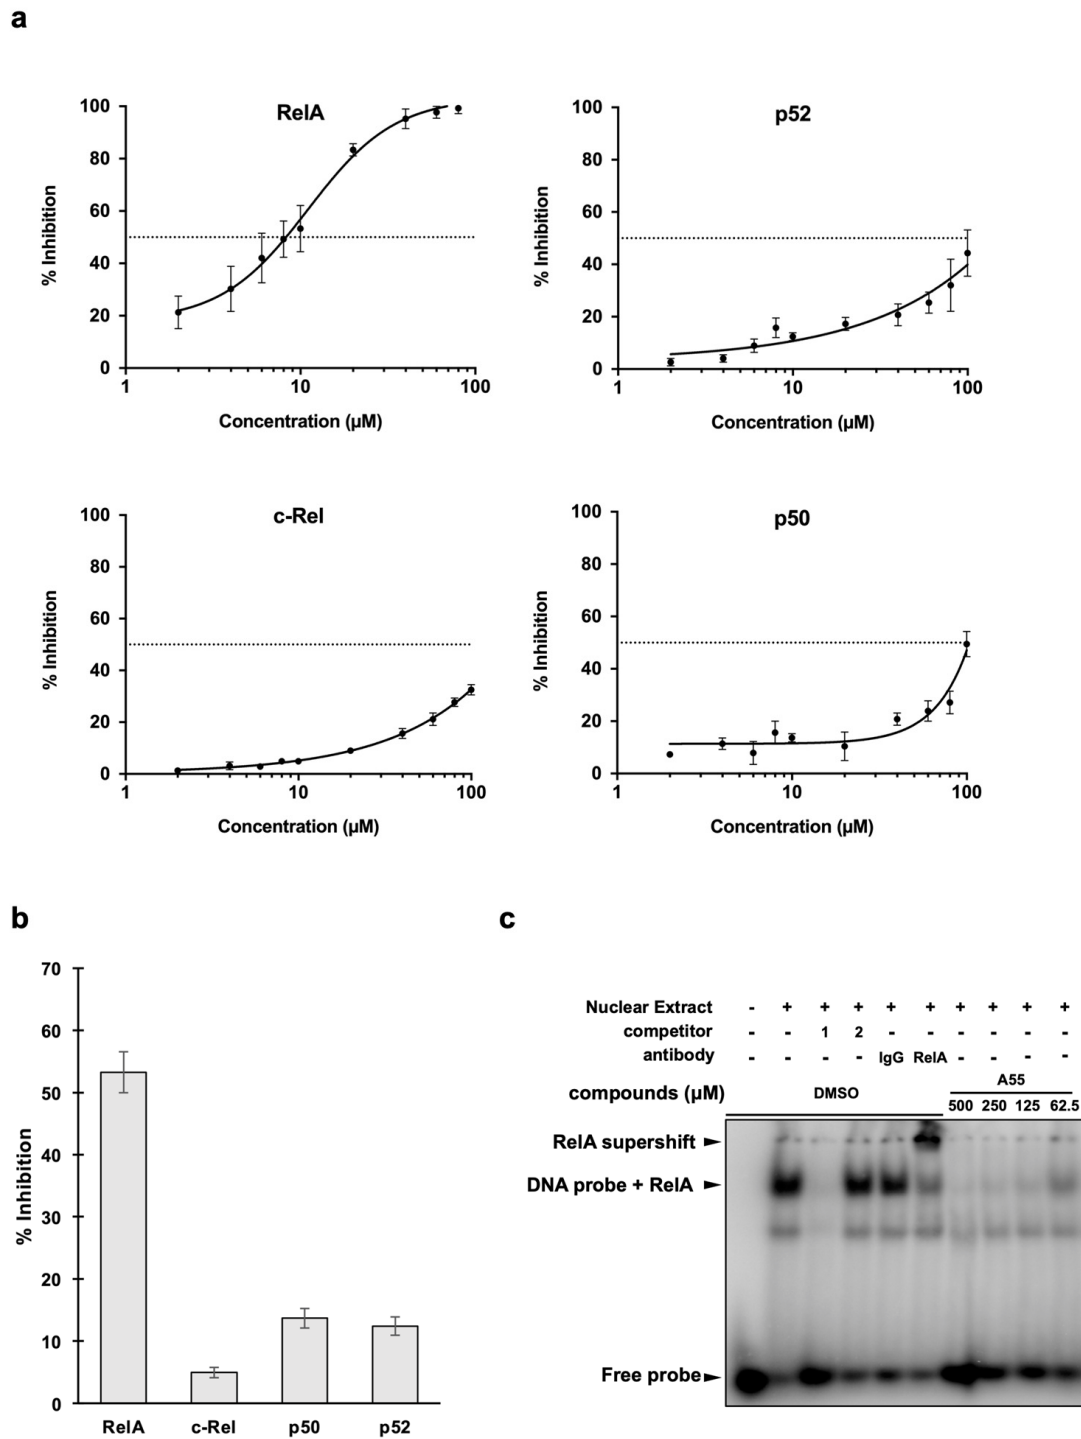 a
RelA
% Inhibition
100
80
60
40
20
0
1 10 100
Concentration (µM)
p52
% Inhibition
100
80
60
40
20
0
1 10 100
Concentration (µM)
c-Rel
% Inhibition
100
80
60
40
20
0
1 10 100
Concentration (µM)
p50
% Inhibition
100
80
60
40
20
0
1 10 100
Concentration (µM)
b
% Inhibition
70
60
50
40
30
20
10
0
RelA c-Rel p50 p52
c
Nuclear Extract - + + + + + + + + +
competitor - - 1 2 - - - - - -
antibody - - - - IgG RelA - - - -
compounds (µM) DMSO A55
500 250 125 62.5
RelA supershift
DNA probe + RelA
Free probe